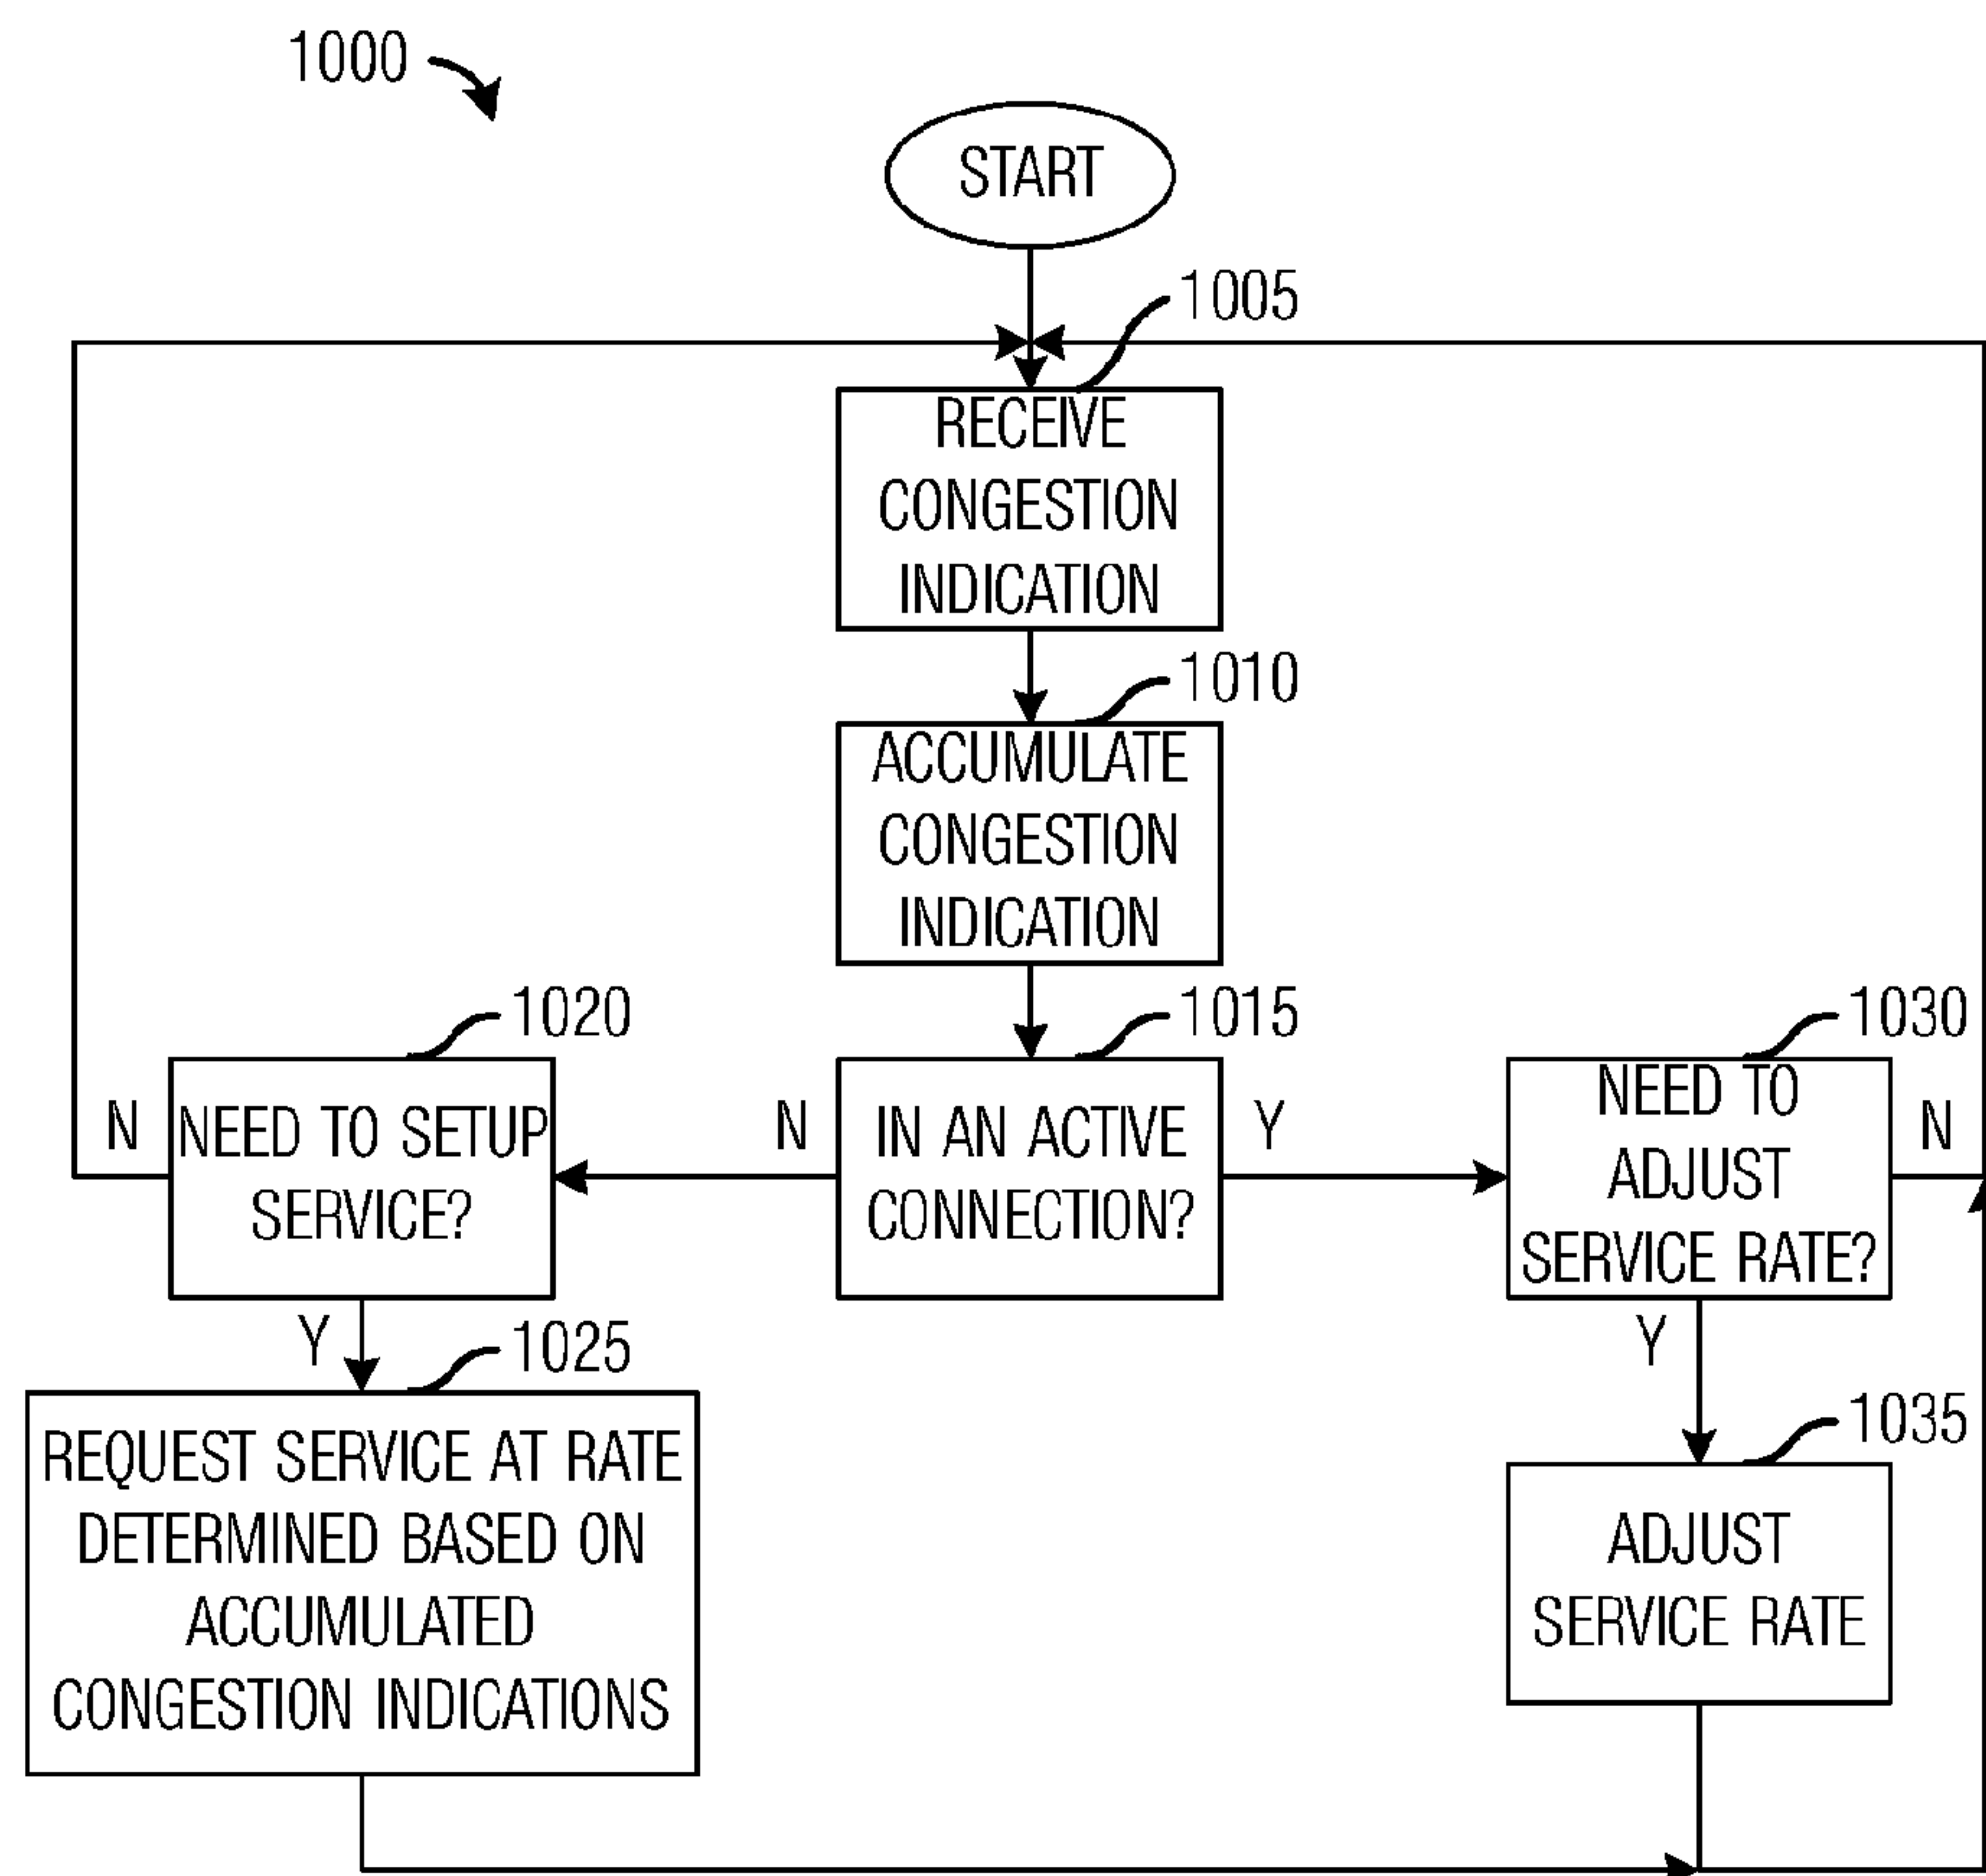 1000
START
1005
RECEIVE
CONGESTION
INDICATION
1010
ACCUMULATE
CONGESTION
INDICATION
1020
1015
1030
N
NEED TO SETUP
SERVICE?
N
IN AN ACTIVE
CONNECTION?
Y
NEED TO
ADJUST
SERVICE RATE?
N
Y
1025
Y
REQUEST SERVICE AT RATE
DETERMINED BASED ON
ACCUMULATED
CONGESTION INDICATIONS
1035
ADJUST
SERVICE RATE